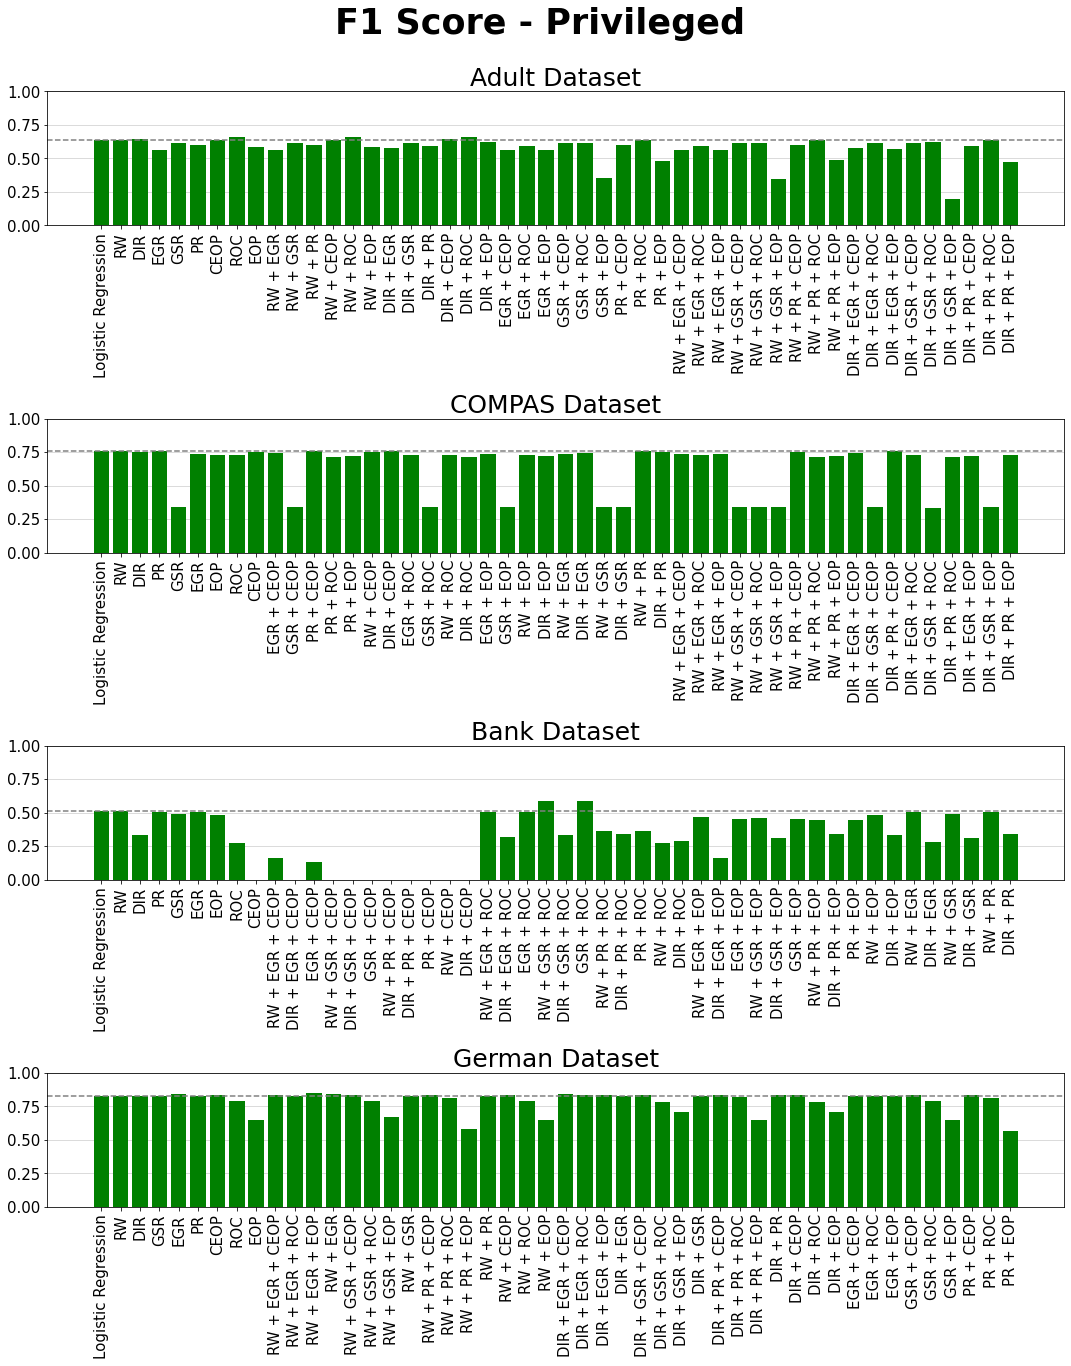 F1 Score - Privileged
Adult Dataset
1.00
0.75
0.50
0.25
0.00
Logistic Regression
RW
DIR
EGR
GSR
PR
CEOP
ROC
EOP
RW + EGR
RW + GSR
RW + PR
RW + CEOP
RW + ROC
RW + EOP
DIR + EGR
DIR + GSR
DIR + PR
DIR + CEOP
DIR + ROC
DIR + EOP
EGR + CEOP
EGR + ROC
EGR + EOP
GSR + CEOP
GSR + ROC
GSR + EOP
PR + CEOP
PR + ROC
PR + EOP
RW + EGR + CEOP
RW + EGR + ROC
RW + EGR + EOP
RW + GSR + CEOP
RW + GSR + ROC
RW + GSR + EOP
RW + PR + CEOP
RW + PR + ROC
RW + PR + EOP
DIR + EGR + CEOP
DIR + EGR + ROC
DIR + EGR + EOP
DIR + GSR + CEOP
DIR + GSR + ROC
DIR + GSR + EOP
DIR + PR + CEOP
DIR + PR + ROC
DIR + PR + EOP
COMPAS Dataset
1.00
0.75
0.50
0.25
0.00
Logistic Regression
RW
DIR
PR
GSR
EGR
EOP
ROC
CEOP
EGR + CEOP
GSR + CEOP
PR + CEOP
PR + ROC
PR + EOP
RW + CEOP
DIR + CEOP
EGR + ROC
GSR + ROC
RW + ROC
DIR + ROC
EGR + EOP
GSR + EOP
RW + EOP
DIR + EOP
RW + EGR
DIR + EGR
RW + GSR
DIR + GSR
RW + PR
DIR + PR
RW + EGR + CEOP
RW + EGR + ROC
RW + EGR + EOP
RW + GSR + CEOP
RW + GSR + ROC
RW + GSR + EOP
RW + PR + CEOP
RW + PR + ROC
RW + PR + EOP
DIR + EGR + CEOP
DIR + GSR + CEOP
DIR + PR + CEOP
DIR + EGR + ROC
DIR + GSR + ROC
DIR + PR + ROC
DIR + EGR + EOP
DIR + GSR + EOP
DIR + PR + EOP
Bank Dataset
1.00
0.75
0.50
0.25
0.00
Logistic Regression
RW
DIR
PR
GSR
EGR
EOP
ROC
CEOP
RW + EGR + CEOP
DIR + EGR + CEOP
EGR + CEOP
RW + GSR + CEOP
DIR + GSR + CEOP
GSR + CEOP
RW + PR + CEOP
DIR + PR + CEOP
PR + CEOP
RW + CEOP
DIR + CEOP
RW + EGR + ROC
DIR + EGR + ROC
EGR + ROC
RW + GSR + ROC
DIR + GSR + ROC
GSR + ROC
RW + PR + ROC
DIR + PR + ROC
PR + ROC
RW + ROC
DIR + ROC
RW + EGR + EOP
DIR + EGR + EOP
EGR + EOP
RW + GSR + EOP
DIR + GSR + EOP
GSR + EOP
RW + PR + EOP
DIR + PR + EOP
PR + EOP
RW + EOP
DIR + EOP
RW + EGR
DIR + EGR
RW + GSR
DIR + GSR
RW + PR
DIR + PR
German Dataset
1.00
0.75
0.50
0.25
0.00
Logistic Regression
RW
DIR
GSR
EGR
PR
CEOP
ROC
EOP
RW + EGR + CEOP
RW + EGR + ROC
RW + EGR + EOP
RW + EGR
RW + GSR + CEOP
RW + GSR + ROC
RW + GSR + EOP
RW + GSR
RW + PR + CEOP
RW + PR + ROC
RW + PR + EOP
RW + PR
RW + CEOP
RW + ROC
RW + EOP
DIR + EGR + CEOP
DIR + EGR + ROC
DIR + EGR + EOP
DIR + EGR
DIR + GSR + CEOP
DIR + GSR + ROC
DIR + GSR + EOP
DIR + GSR
DIR + PR + CEOP
DIR + PR + ROC
DIR + PR + EOP
DIR + PR
DIR + CEOP
DIR + ROC
DIR + EOP
EGR + CEOP
EGR + ROC
EGR + EOP
GSR + CEOP
GSR + ROC
GSR + EOP
PR + CEOP
PR + ROC
PR + EOP